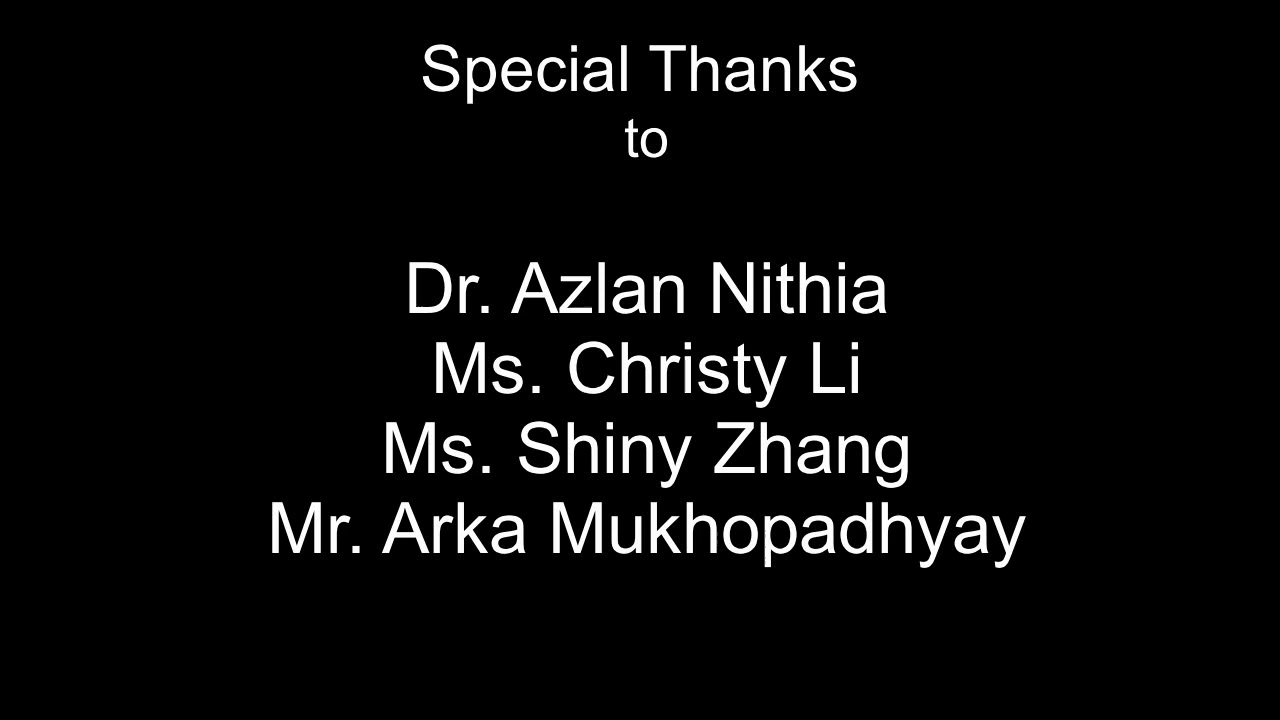 Special Thanks
to
Dr. Azlan Nithia
Ms. Christy Li
Ms. Shiny Zhang
Mr. Arka Mukhopadhyay